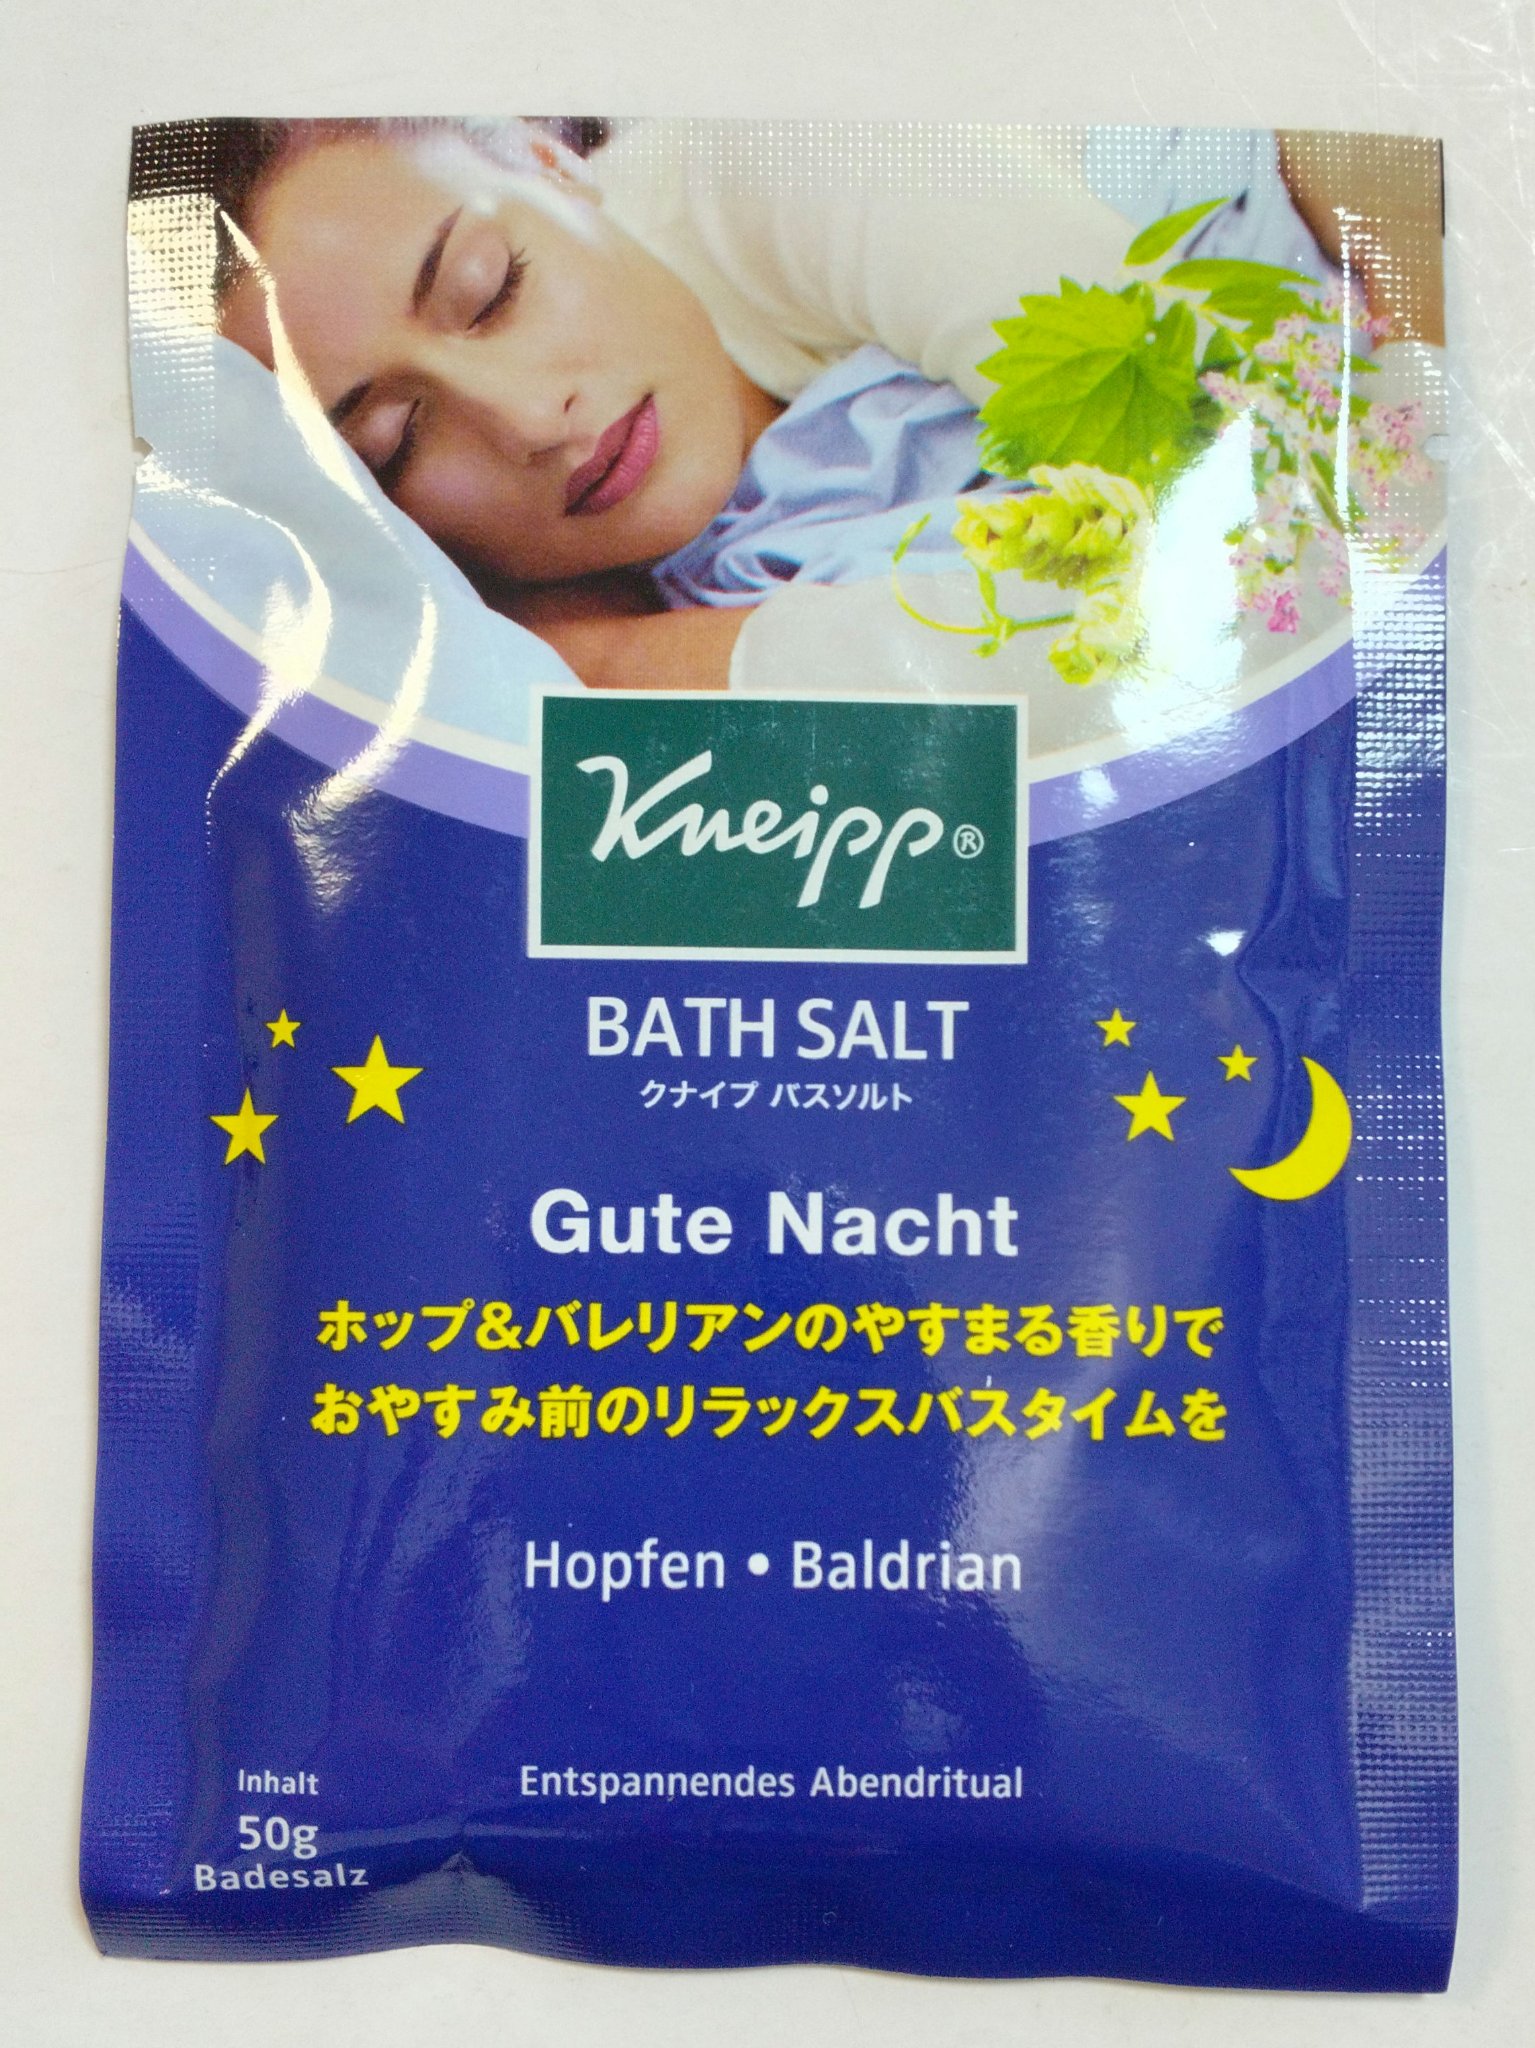 Kneipp®
BATH SALT
クナイプ バスソルト
Gute Nacht
ホップ&バレリアンのやすまる香りで
おやすみ前のリラックスバスタイムを
Hopfen • Baldrian
Entspannendes Abendritual
Inhalt
50g
Badesalz